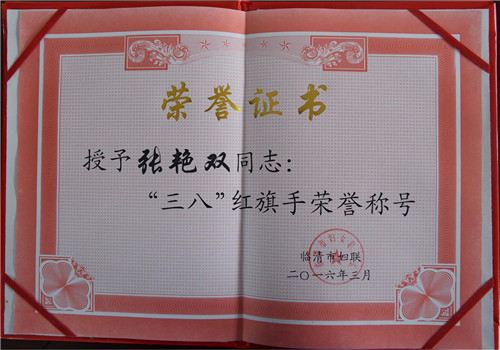 荣誉证书
授予张艳双同志：
“三八”红旗手荣誉称号
临清市妇联
二〇一六年三月